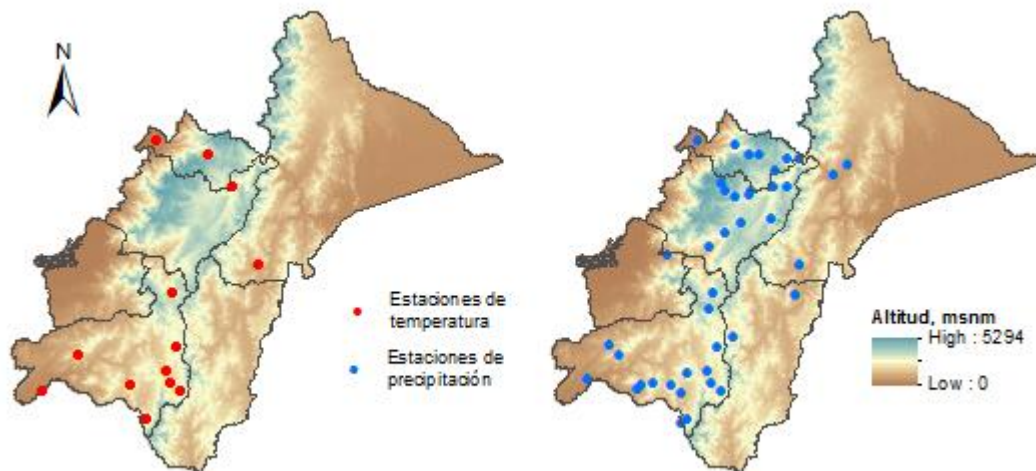 N
Estaciones de
temperatura
Estaciones de
precipitación
Altitud, msnm
High : 5294
Low : 0